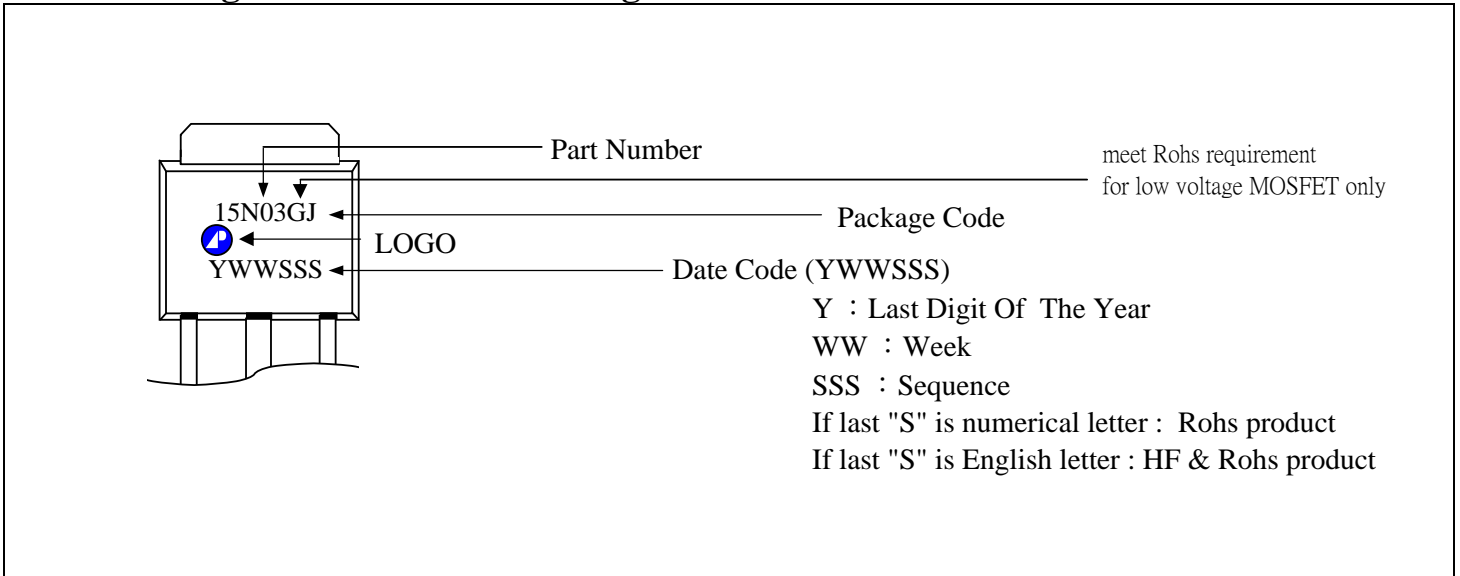 Part Number
meet Rohs requirement
for low voltage MOSFET only
15N03GJ
Package Code
LOGO
YWWSSS
Date Code (YWWSSS)
Y ：Last Digit Of The Year
WW ：Week
SSS ：Sequence
If last "S" is numerical letter : Rohs product
If last "S" is English letter : HF & Rohs product